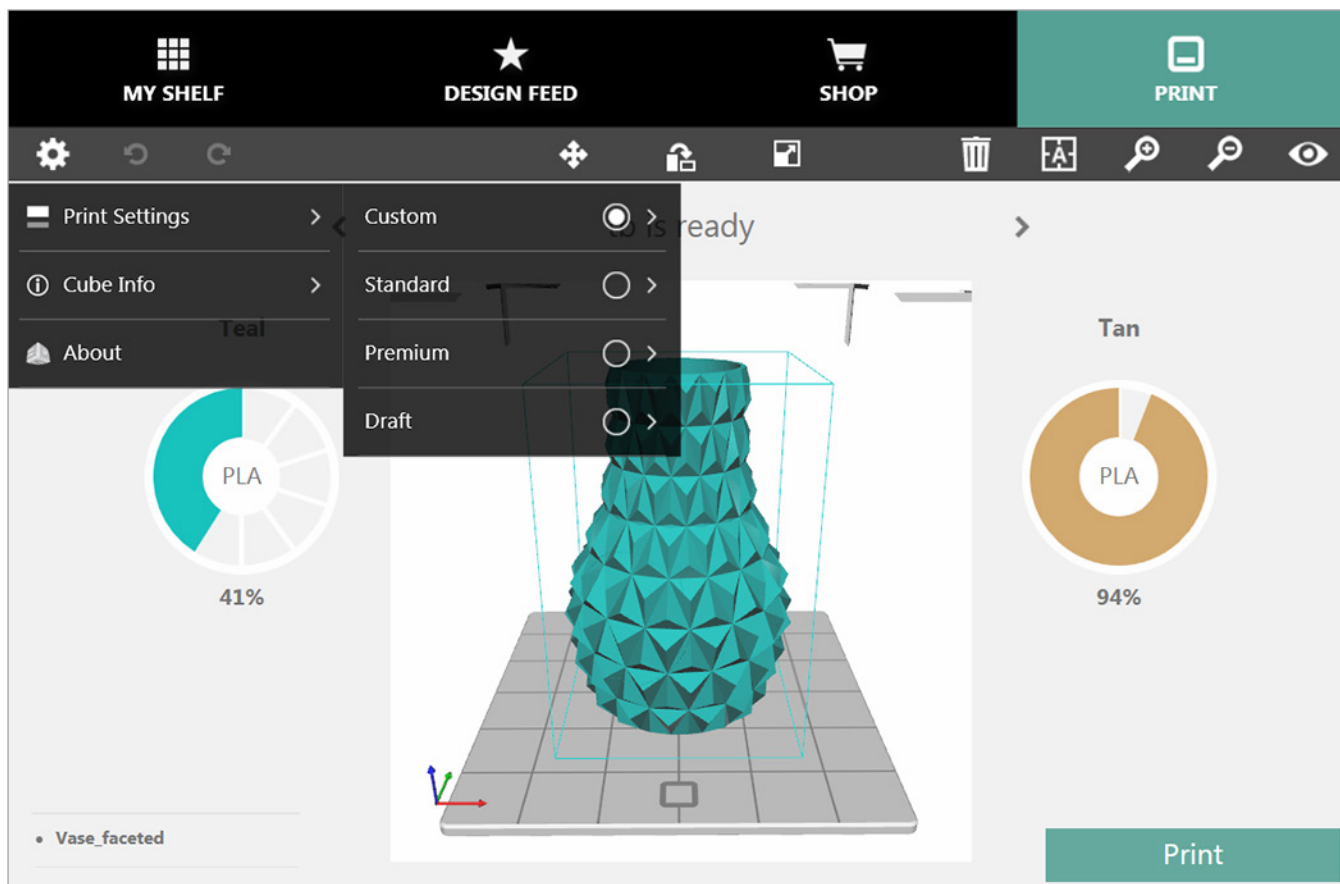 MY SHELF
DESIGN FEED
SHOP
PRINT
A
Print Settings
Custom
tb is ready
Cube Info
Standard
Teal
Tan
About
Premium
Draft
PLA
PLA
41%
94%
Vase_faceted
Print